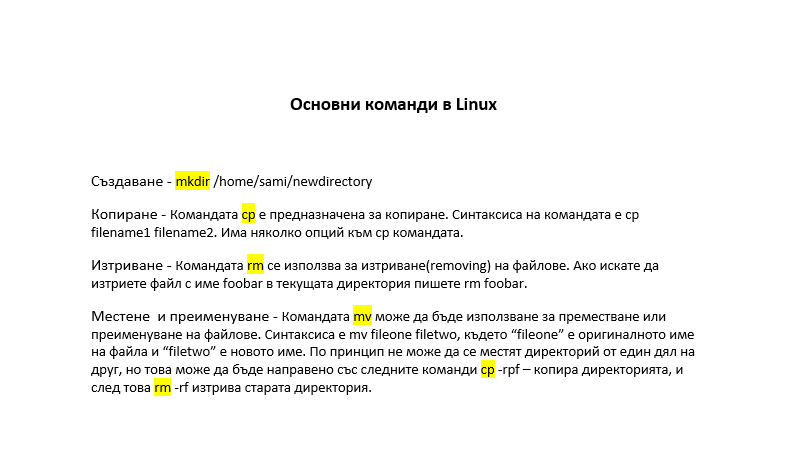 Основни команди в Linux
Създаване - mkdir /home/sami/newdirectory
Копиране - Командата cp е предназначена за копиране. Синтаксиса на командата е cp
filename1 filename2. Има няколко опций към cp командата.
Изтриване - Командата rm се използва за изтриване(removing) на файлове. Ако искате да
изтриете файл с име foobar в текущата директория пишете rm foobar.
Местене  и преименуване - Командата mv може да бъде използване за преместване или
преименуване на файлове. Синтаксиса е mv fileone filetwo, където “fileone” е оригиналното име
на файла и “filetwo” е новото име. По принцип не може да се местят директорий от един дял на
друг, но това може да бъде направено със следните команди cp -rpf – копира директорията, и
след това rm -rf изтрива старата директория.